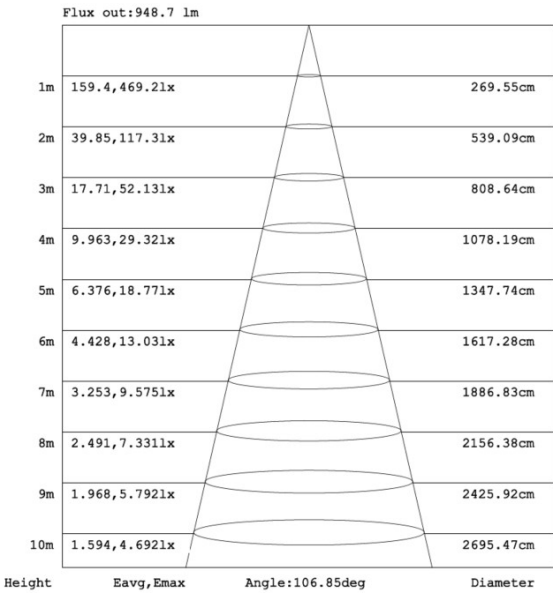 Flux out:948.7 lm
1m 159.4,469.2lx 269.55cm
2m 39.85,117.3lx 539.09cm
3m 17.71,52.13lx 808.64cm
4m 9.963,29.32lx 1078.19cm
5m 6.376,18.77lx 1347.74cm
6m 4.428,13.03lx 1617.28cm
7m 3.253,9.575lx 1886.83cm
8m 2.491,7.331lx 2156.38cm
9m 1.968,5.792lx 2425.92cm
10m 1.594,4.692lx 2695.47cm
Height Eavg,Emax Angle:106.85deg Diameter